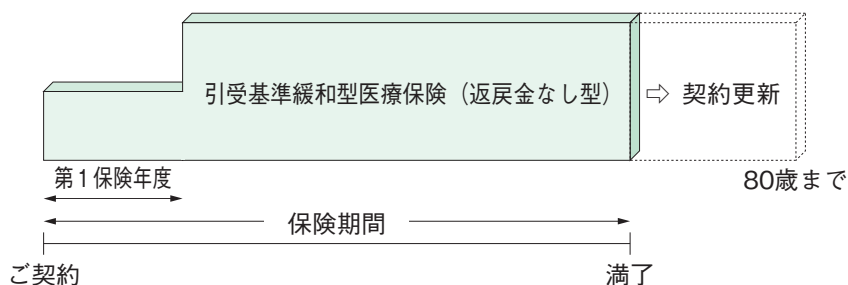 引受基準緩和型医療保険（返戻金なし型）
⇨ 契約更新
第1保険年度
80歳まで
保険期間
ご契約
満了